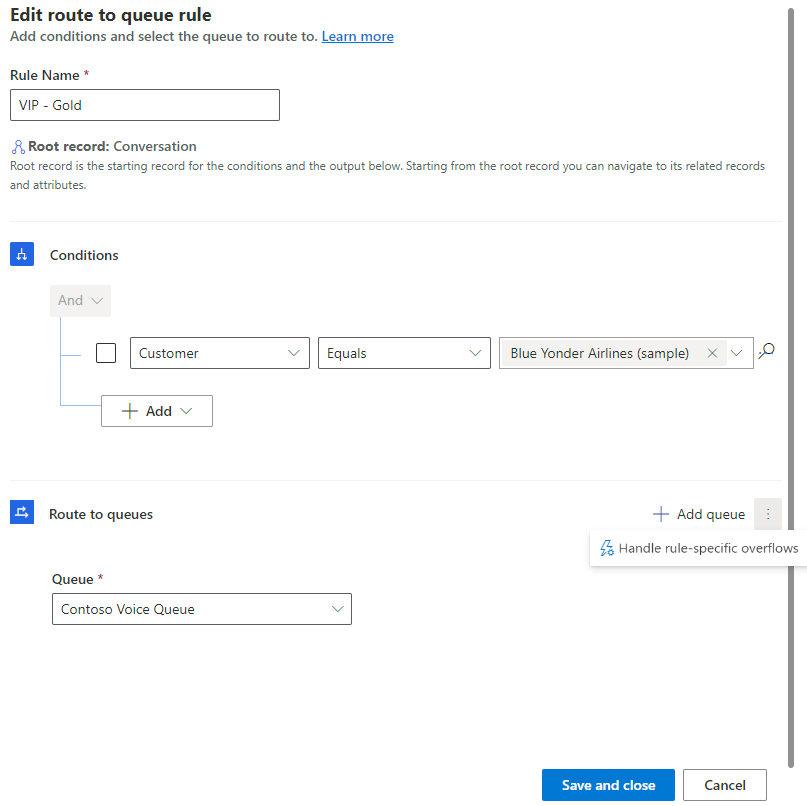 Edit route to queue rule
Add conditions and select the queue to route to. Learn more
Rule Name *
VIP - Gold
Root record: Conversation
Root record is the starting record for the conditions and the output below. Starting from the root record you can navigate to its related records
and attributes.
Conditions
And
Customer Equals Blue Yonder Airlines (sample)
Add
Route to queues Add queue
Handle rule-specific overflows
Queue *
Contoso Voice Queue
Save and close Cancel